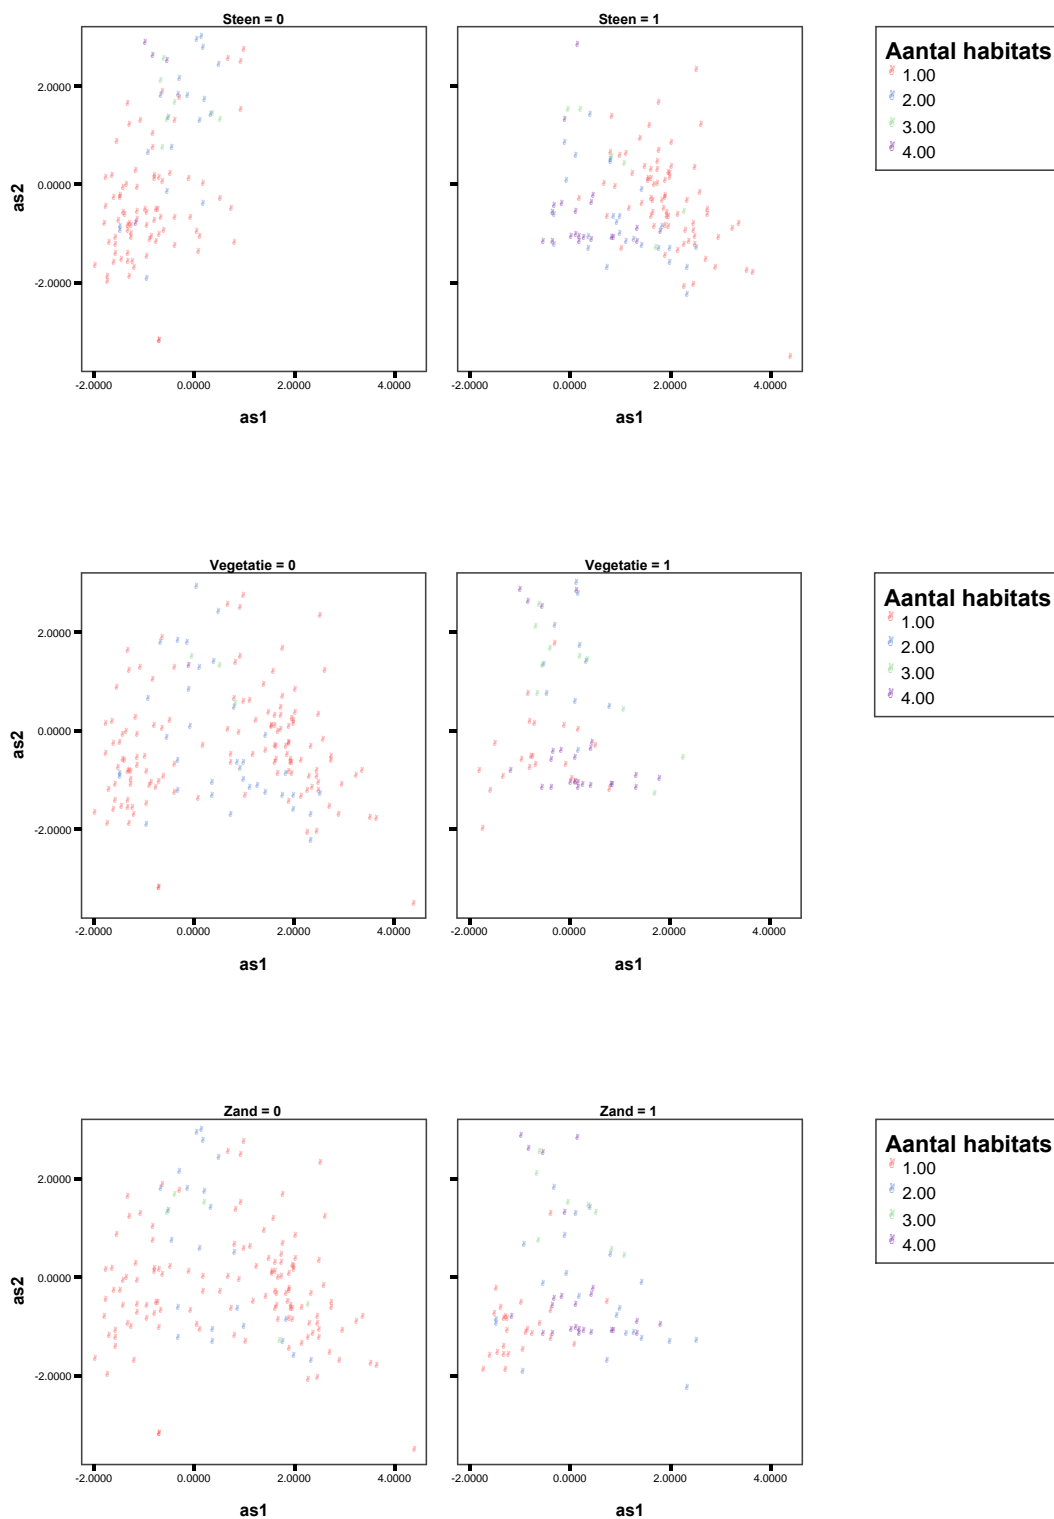 Steen = 0
Steen = 1
Aantal habitats
1.00
2.00
3.00
4.00
as2
2.0000
0.0000
-2.0000
-2.0000 0.0000 2.0000 4.0000
-2.0000 0.0000 2.0000 4.0000
as1
as1
Vegetatie = 0
Vegetatie = 1
Aantal habitats
1.00
2.00
3.00
4.00
as2
2.0000
0.0000
-2.0000
-2.0000 0.0000 2.0000 4.0000
-2.0000 0.0000 2.0000 4.0000
as1
as1
Zand = 0
Zand = 1
Aantal habitats
1.00
2.00
3.00
4.00
as2
2.0000
0.0000
-2.0000
-2.0000 0.0000 2.0000 4.0000
-2.0000 0.0000 2.0000 4.0000
as1
as1